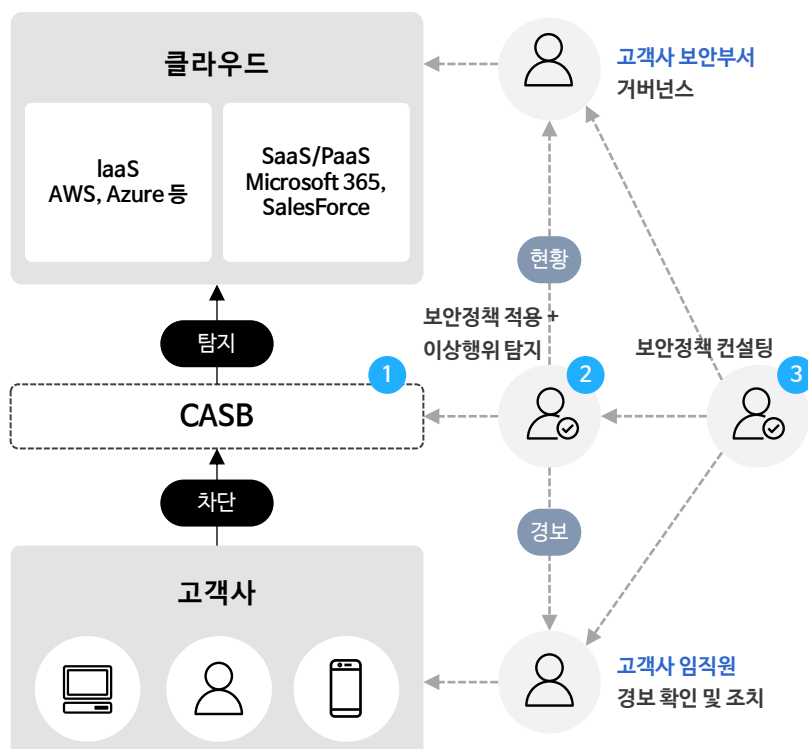 클라우드
IaaS
AWS, Azure 등
SaaS/PaaS
Microsoft 365,
SalesForce
고객사 보안부서
거버넌스
현황
탐지
보안정책 적용 +
이상행위 탐지
보안정책 컨설팅
1
2
3
CASB
차단
경보
고객사
고객사 임직원
경보 확인 및 조치